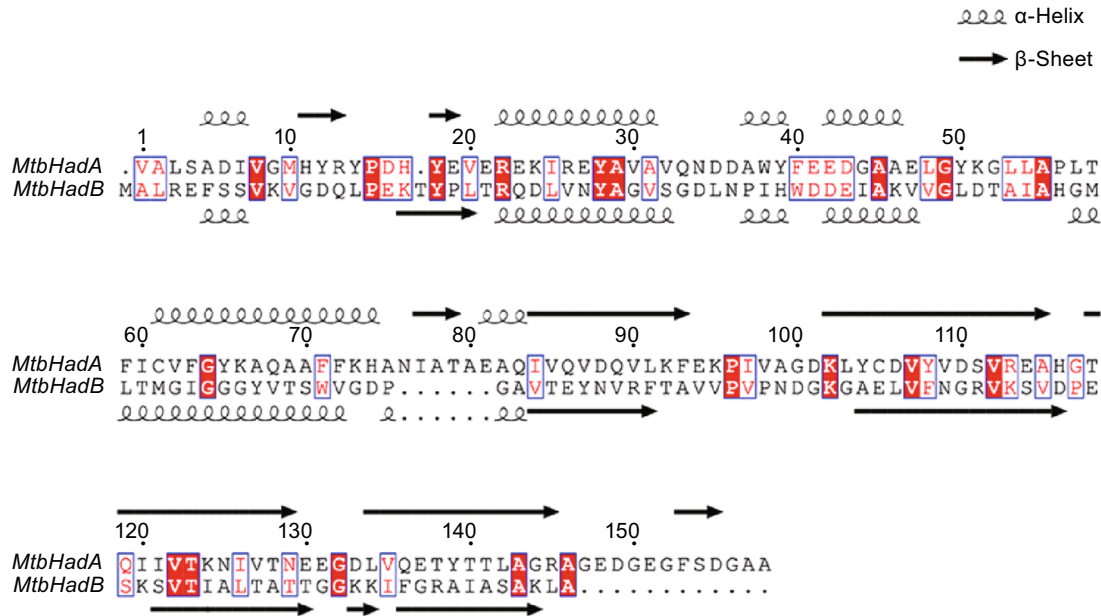 α-Helix
β-Sheet
1 10 20 30 40 50
MtbHadA .VALSADIVGMHYRYPDH.YEVEREKIREYAVAVQNDDAWYFEEDGAAELGYKGLLAPLT
MtbHadB MALREFSSVKVGDQLPEKTYPLTRQDLVNYAGVSGDLNPIHWDDEIAKVVGLDTAIAHGM
60 70 80 90 100 110
MtbHadA FICVFGYKAQAAFFKHANIATAEAQIVQVDQVLKFEKPIVAGDKLYCDVYVDSVREAHGT
MtbHadB LTMGIGGGYVTSWVGDP......GAVTEYNVRFTAVVPVPNDGKGAELVFNGRVKSVDPE
120 130 140 150
MtbHadA QIIVTKNIVTNEEGDLVQETYTTLAGRAGEDGEGFSDGAA
MtbHadB SKSVTIALTATTGGKKIFGRAIASAKLA............